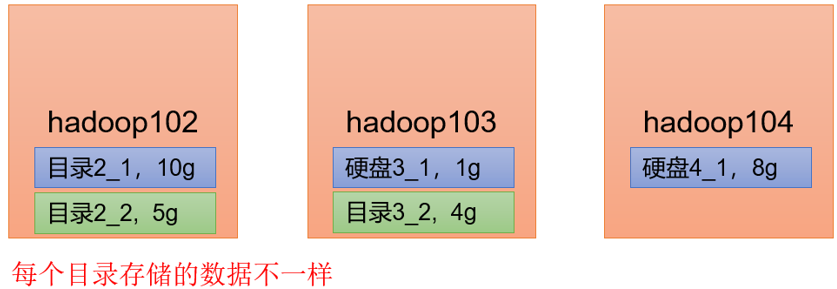 hadoop102
目录2_1，10g
目录2_2, 5g
hadoop103
硬盘3_1，1g
目录3_2, 4g
hadoop104
硬盘4_1，8g
每个目录存储的数据不一样